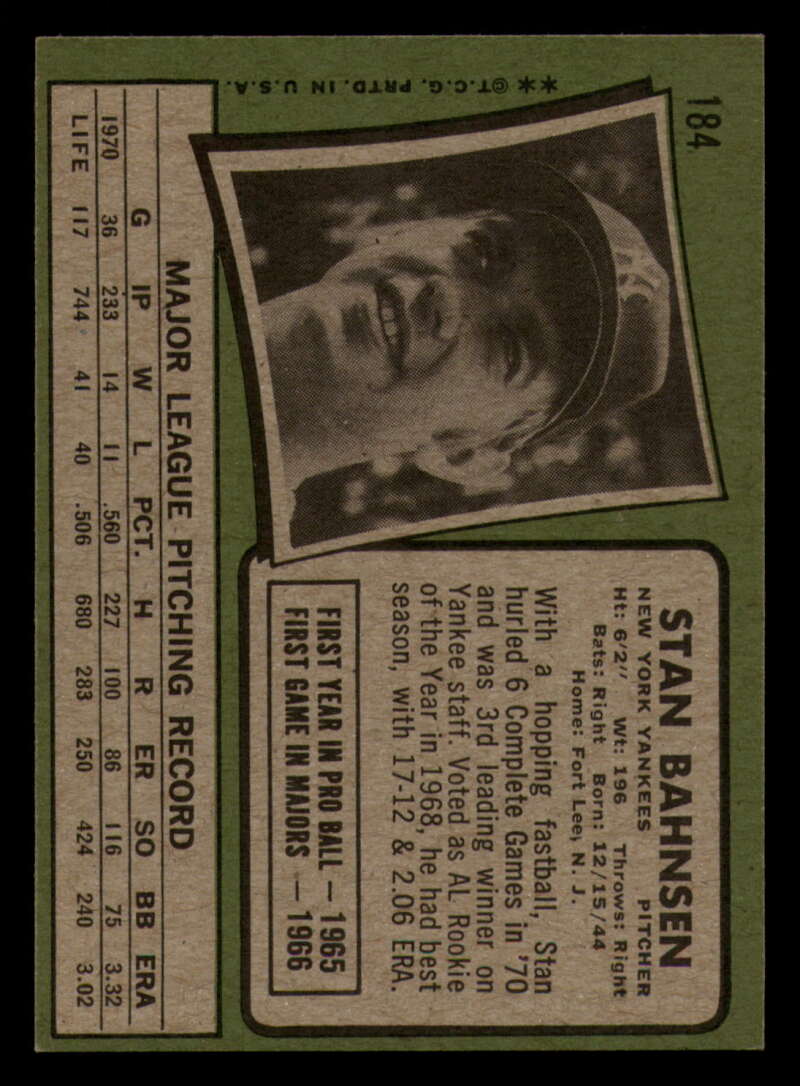 184
STAN BAHNSEN
NEW YORK YANKEES PITCHER
Ht: 6'2" Wt: 196 Throws: Right
Bats: Right Born: 12/15/44
Home: Fort Lee, N. J.
With a hopping fastball, Stan
hurled 6 Complete Games in '70
and was 3rd leading winner on
Yankee staff. Voted as AL Rookie
of the Year in 1968, he had best
season, with 17-12 & 2.06 ERA.
FIRST YEAR IN PRO BALL — 1965
FIRST GAME IN MAJORS — 1966
NY
**©T.C.G. PRTD. IN U.S.A.
MAJOR LEAGUE PITCHING RECORD
G IP W L PCT. H R ER SO BB ERA
1970 36 233 14 11 .560 227 100 86 116 75 3.32
LIFE 117 744 41 40 .506 680 283 250 424 240 3.02